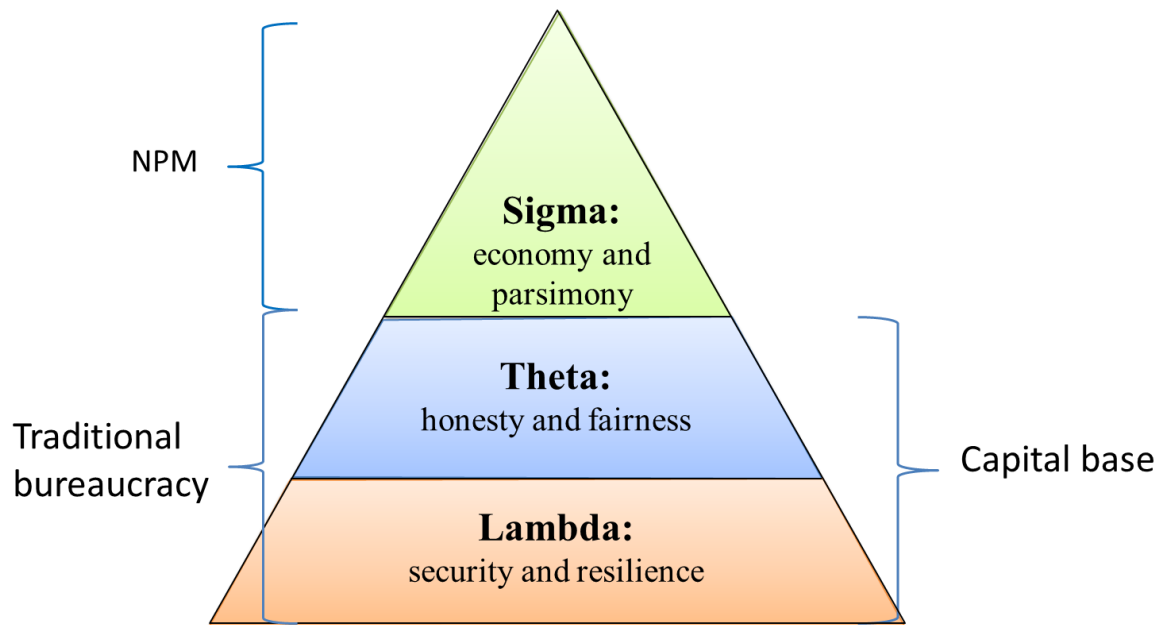 NPM
Sigma:
economy and
parsimony
Theta:
honesty and fairness
Traditional
bureaucracy
Capital base
Lambda:
security and resilience